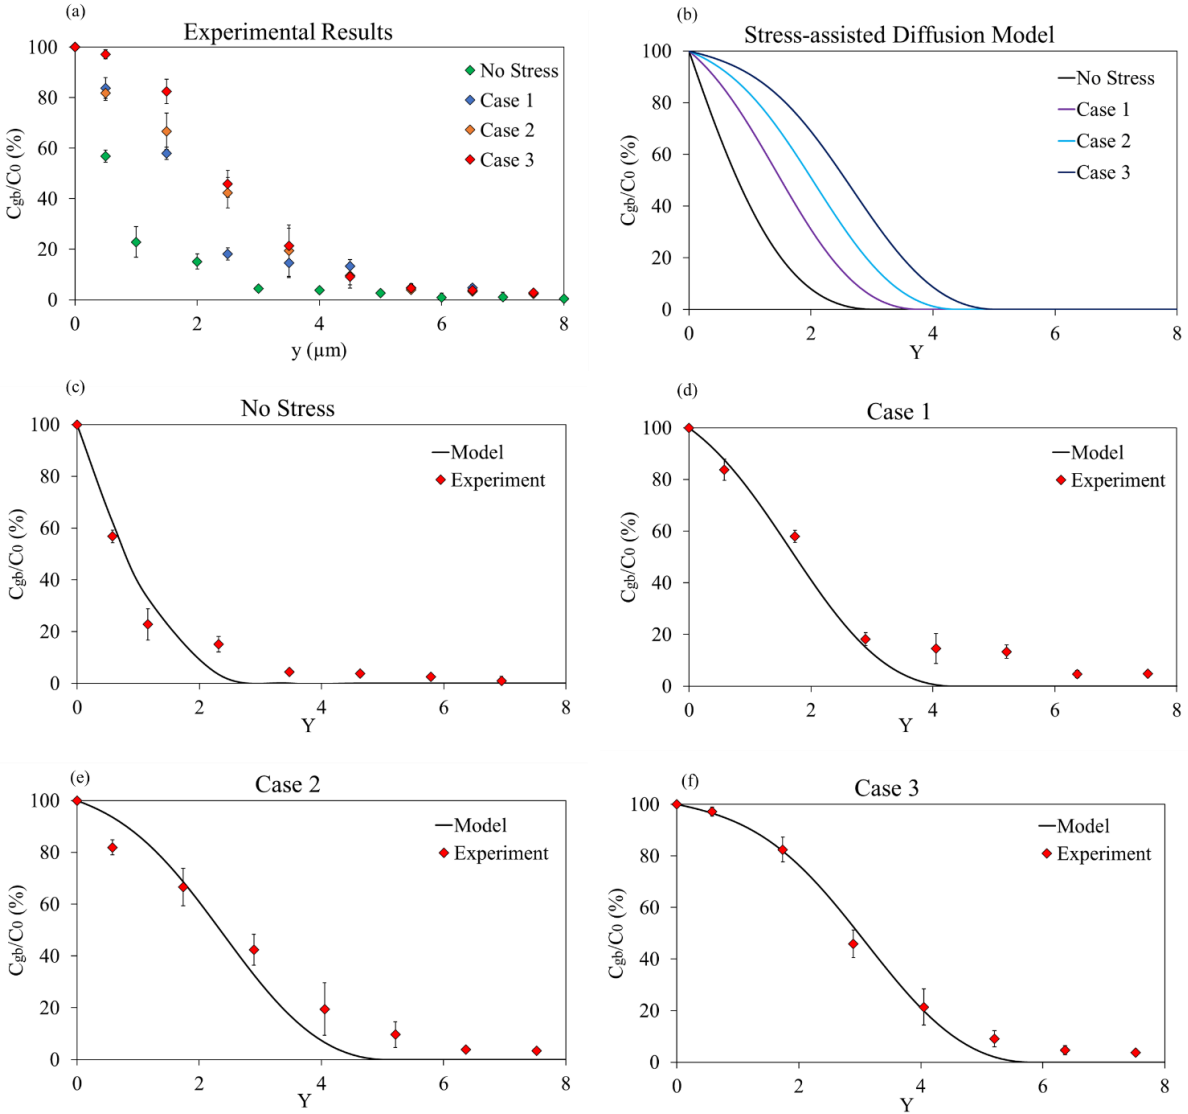 (a)
Experimental Results
100
80
60
40
20
0
Cgb/C0 (%)
No Stress
Case 1
Case 2
Case 3
0 2 4 6 8
y (µm)
(b)
Stress-assisted Diffusion Model
100
80
60
40
20
0
Cgb/C0 (%)
No Stress
Case 1
Case 2
Case 3
0 2 4 6 8
Y
(c)
No Stress
100
80
60
40
20
0
Cgb/C0 (%)
Model
Experiment
0 2 4 6 8
Y
(d)
Case 1
100
80
60
40
20
0
Cgb/C0 (%)
Model
Experiment
0 2 4 6 8
Y
(e)
Case 2
100
80
60
40
20
0
Cgb/C0 (%)
Model
Experiment
0 2 4 6 8
Y
(f)
Case 3
100
80
60
40
20
0
Cgb/C0 (%)
Model
Experiment
0 2 4 6 8
Y